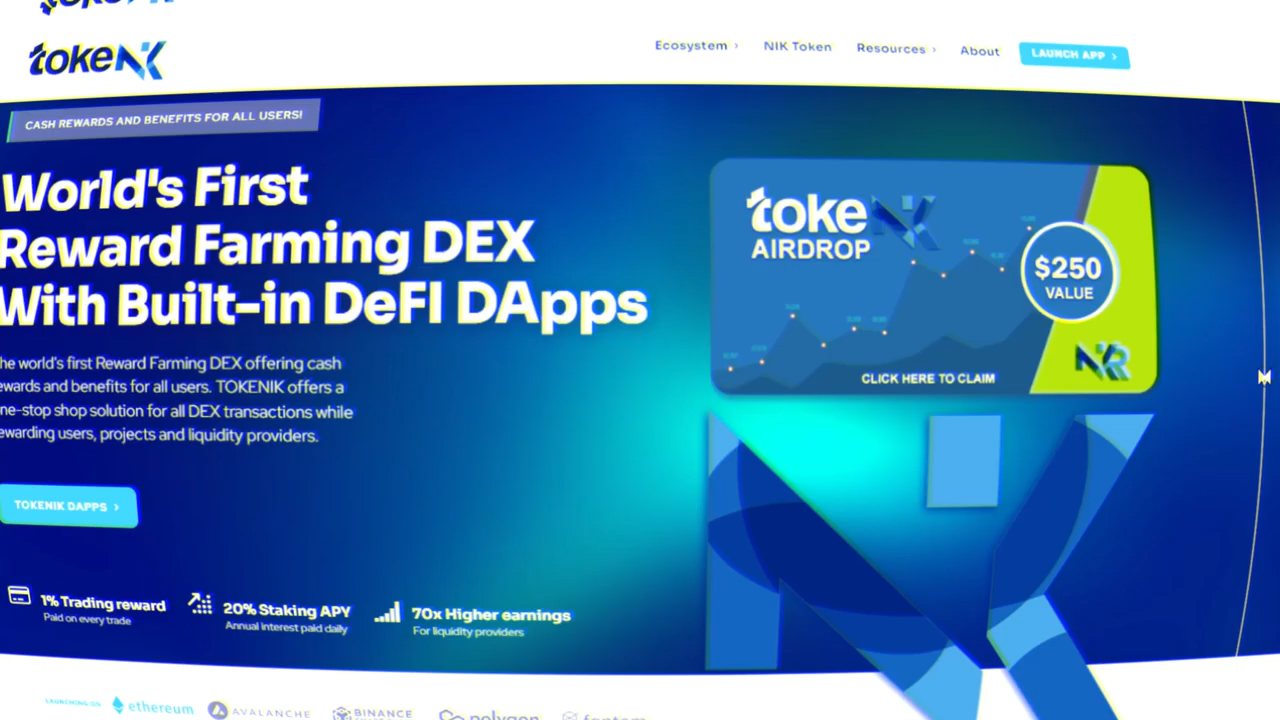 tokeNK
Ecosystem
NIK Token
Resources
About
LAUNCH APP
CASH REWARDS AND BENEFITS FOR ALL USERS!
World's First
Reward Farming DEX
With Built-in DeFI DApps
he world's first Reward Farming DEX offering cash
ewards and benefits for all users. TOKENIK offers a
ne-stop shop solution for all DEX transactions while
ewarding users, projects and liquidity providers.
TOKENIK DAPPS
toke NK
AIRDROP
$250
VALUE
CLICK HERE TO CLAIM
1% Trading reward
Paid on every trade
20% Staking APY
Annual interest paid daily
70x Higher earnings
For liquidity providers
LAUNCHING ON
ethereum
AVALANCHE
BINANCE
polygon
fantom